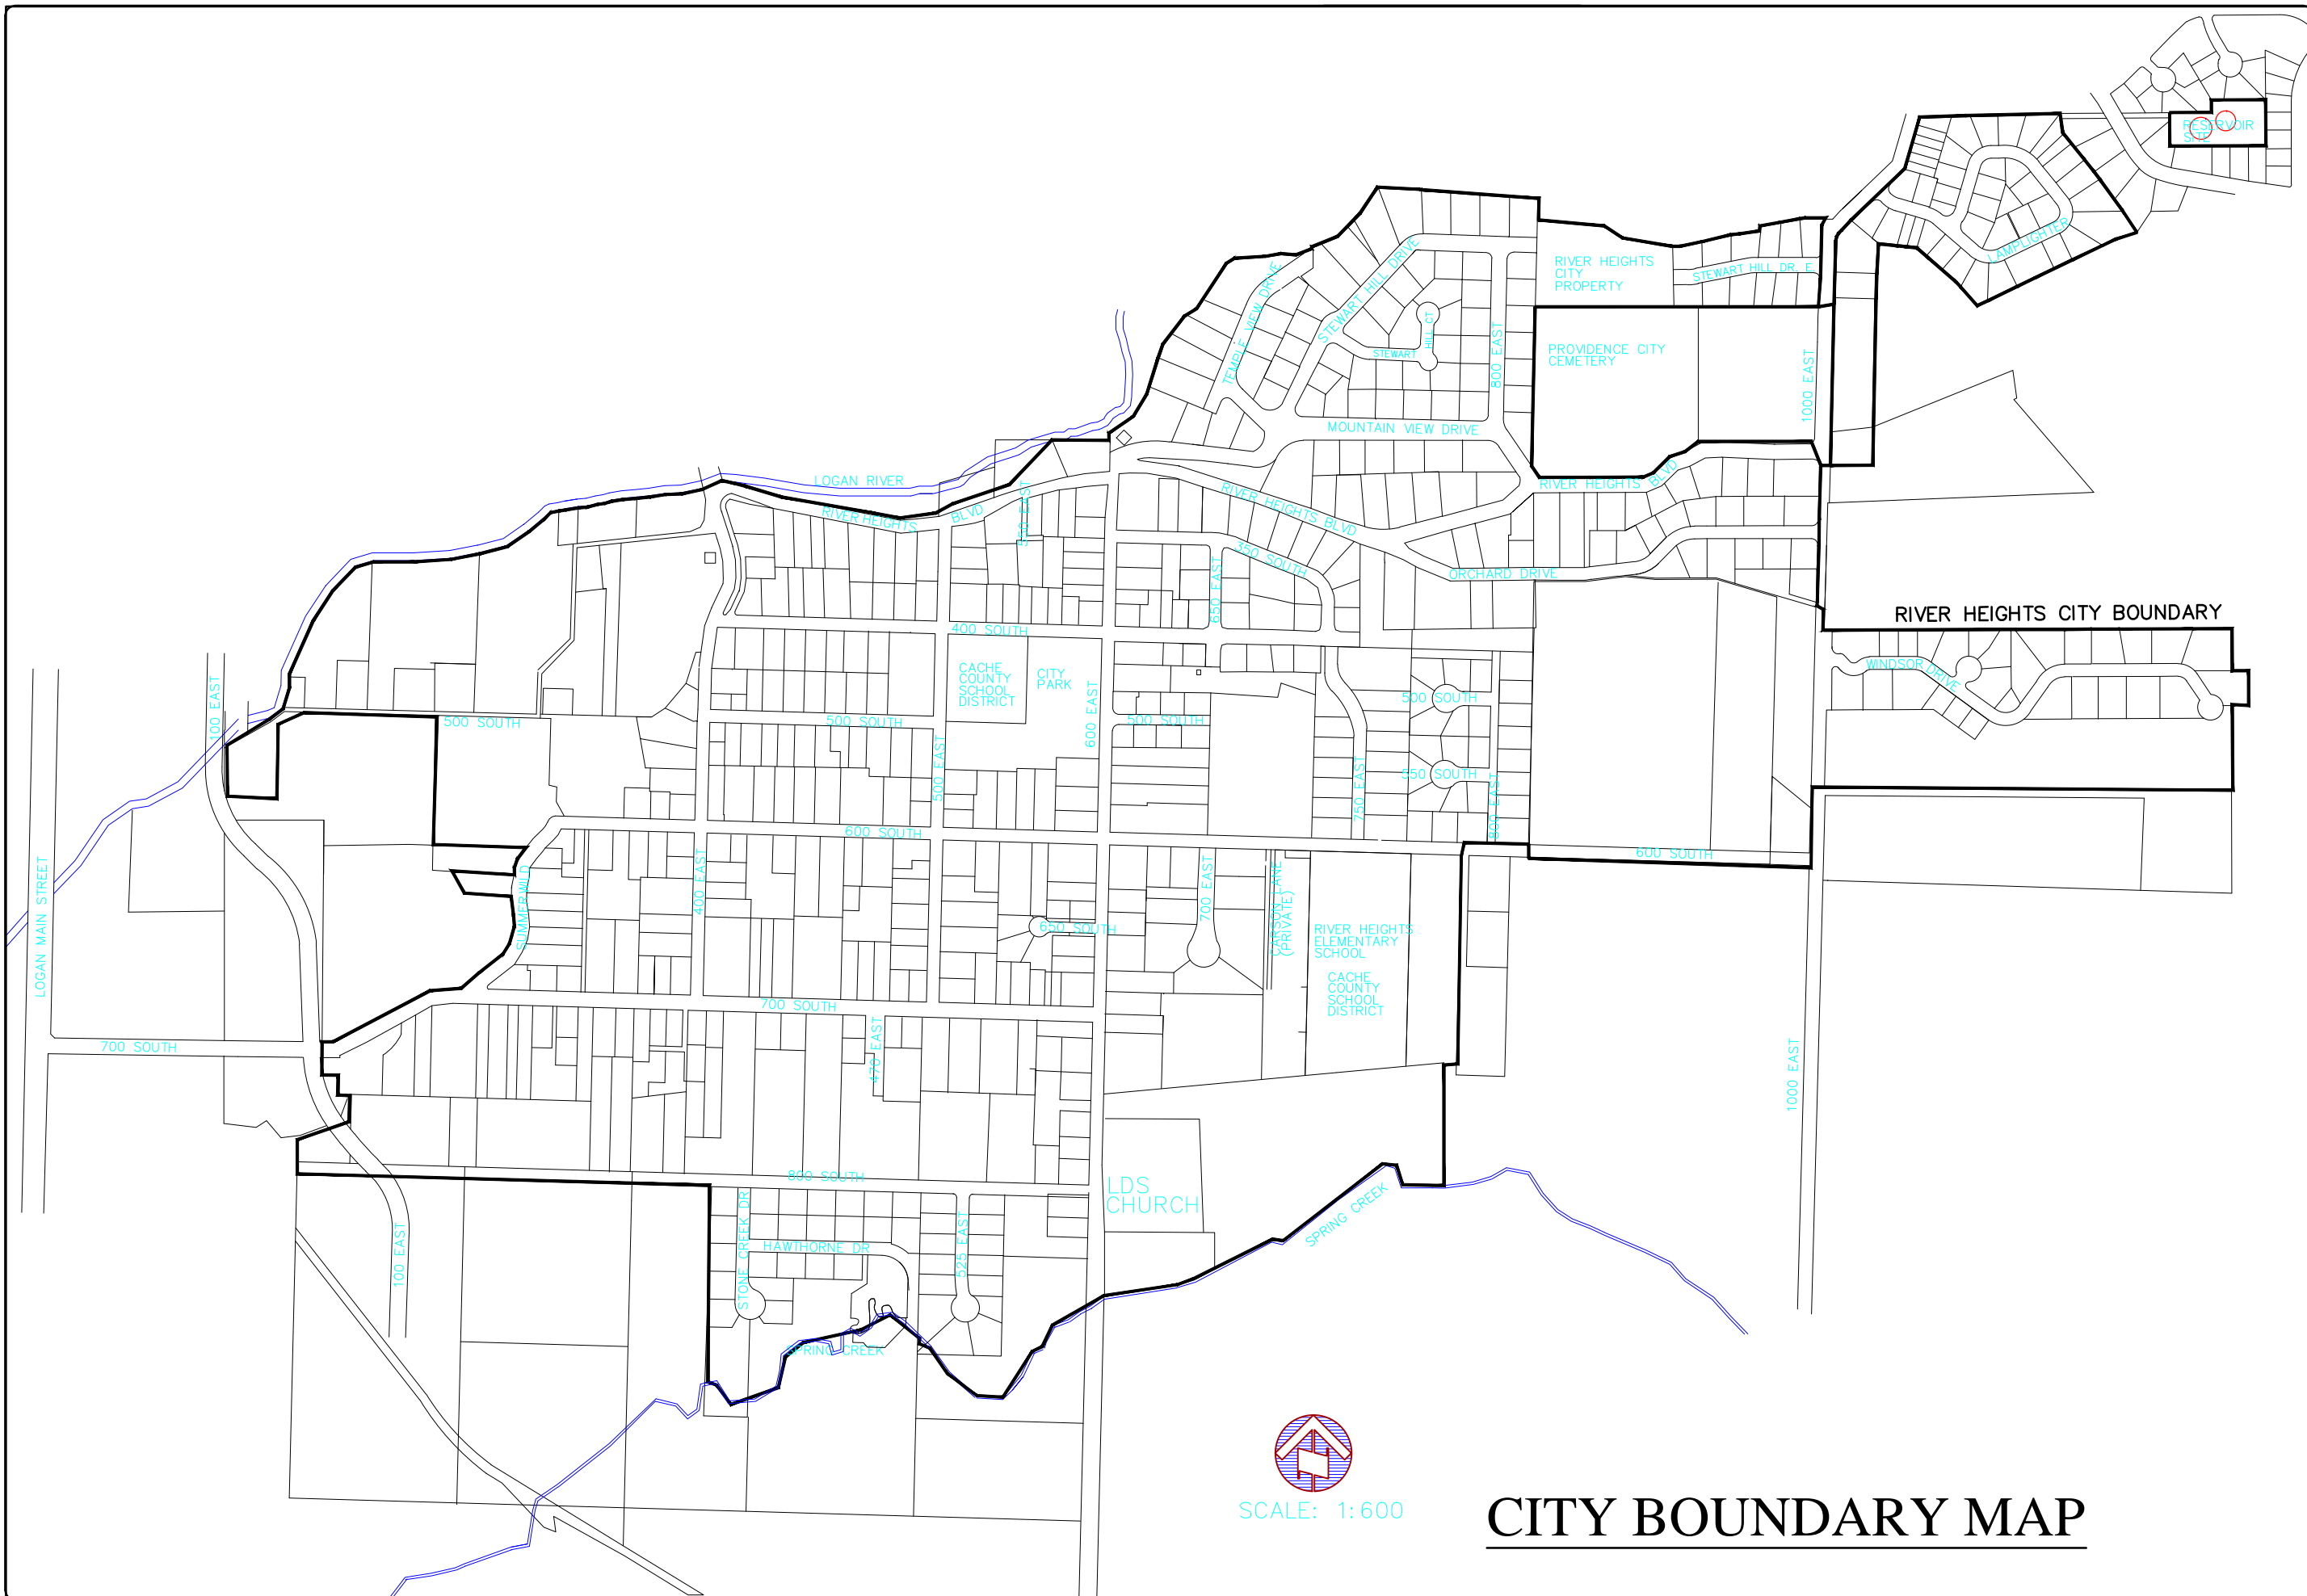 RESERVOIR
SITE
LAMPLIGHTER
RIVER HEIGHTS
CITY
PROPERTY
STEWART HILL DR. E.
STEWART HILL DRIVE
TEMPLE VIEW DRIVE
STEWART
HILL CT
800 EAST
PROVIDENCE CITY
CEMETERY
1000 EAST
MOUNTAIN VIEW DRIVE
LOGAN RIVER
RIVER HEIGHTS
BLVD
500 EAST
RIVER HEIGHTS BLVD
RIVER HEIGHTS
BLVD
350 SOUTH
650 EAST
ORCHARD DRIVE
RIVER HEIGHTS CITY BOUNDARY
WINDSOR DRIVE
400 SOUTH
CACHE
COUNTY
SCHOOL
DISTRICT
CITY
PARK
600 EAST
100 EAST
500 SOUTH
500 SOUTH
500 SOUTH
500 SOUTH
500 EAST
550 SOUTH
750 EAST
800 EAST
600 SOUTH
600 SOUTH
LOGAN MAIN STREET
SUMMERWILD
400 EAST
700 EAST
CARSON LANE
(PRIVATE)
650 SOUTH
RIVER HEIGHTS
ELEMENTARY
SCHOOL
CACHE
COUNTY
SCHOOL
DISTRICT
700 SOUTH
700 SOUTH
470 EAST
1000 EAST
800 SOUTH
LDS
CHURCH
SPRING CREEK
100 EAST
STONE CREEK DR
HAWTHORNE DR
525 EAST
SPRING CREEK
SCALE: 1:600
CITY BOUNDARY MAP